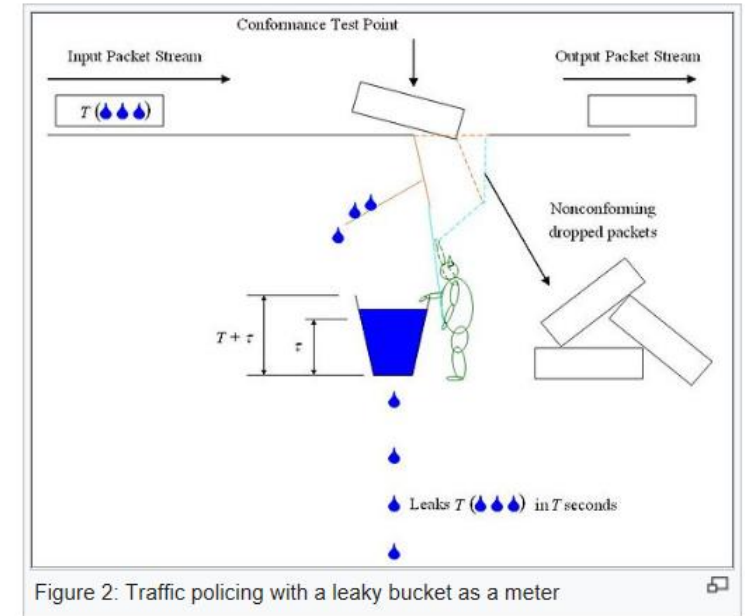 Conformance Test Point
Input Packet Stream
Output Packet Stream
T ( )
Nonconforming
dropped packets
T + τ
τ
Leaks T ( ) in T seconds
Figure 2: Traffic policing with a leaky bucket as a meter